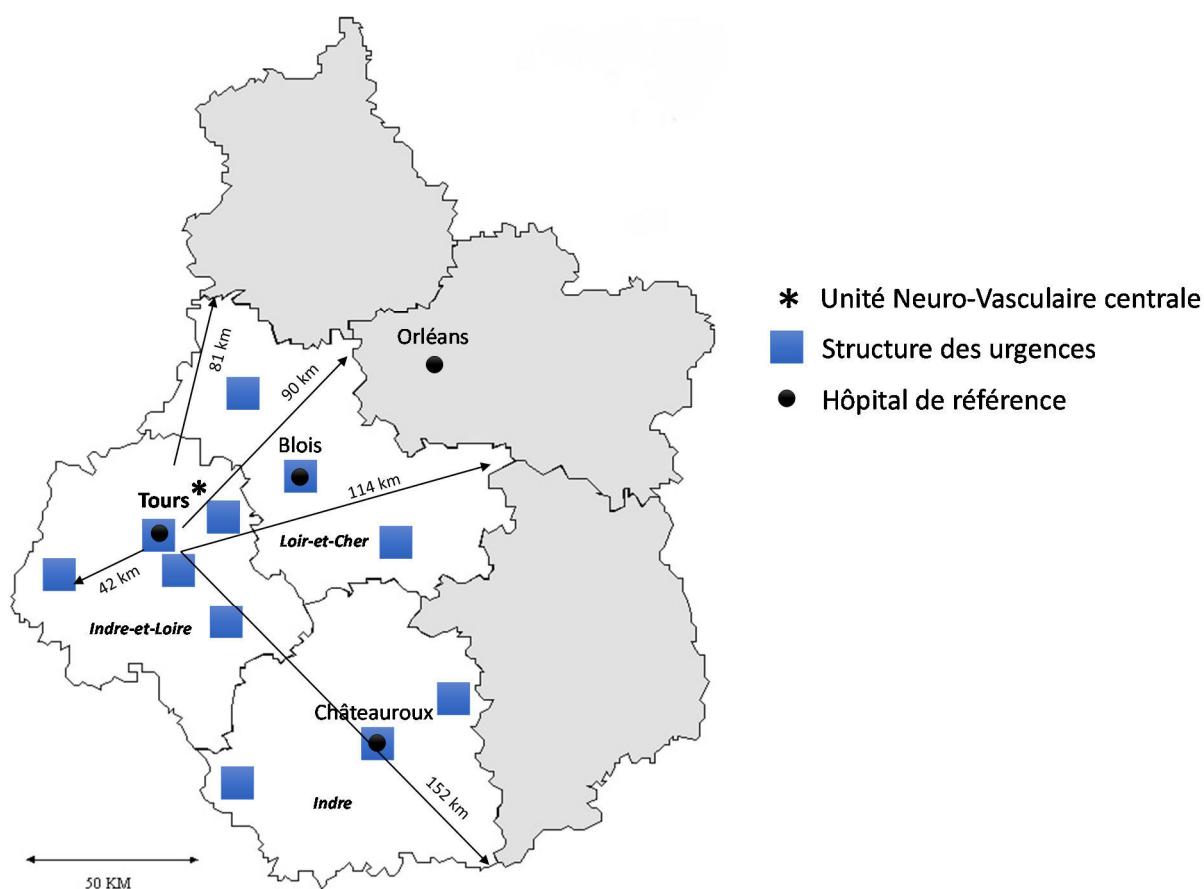 81 km
90 km
Orléans
Blois
114 km
Tours*
Loir-et-Cher
42 km
Indre-et-Loire
Châteauroux
152 km
Indre
50 KM
* Unité Neuro-Vasculaire centrale
Structure des urgences
Hôpital de référence